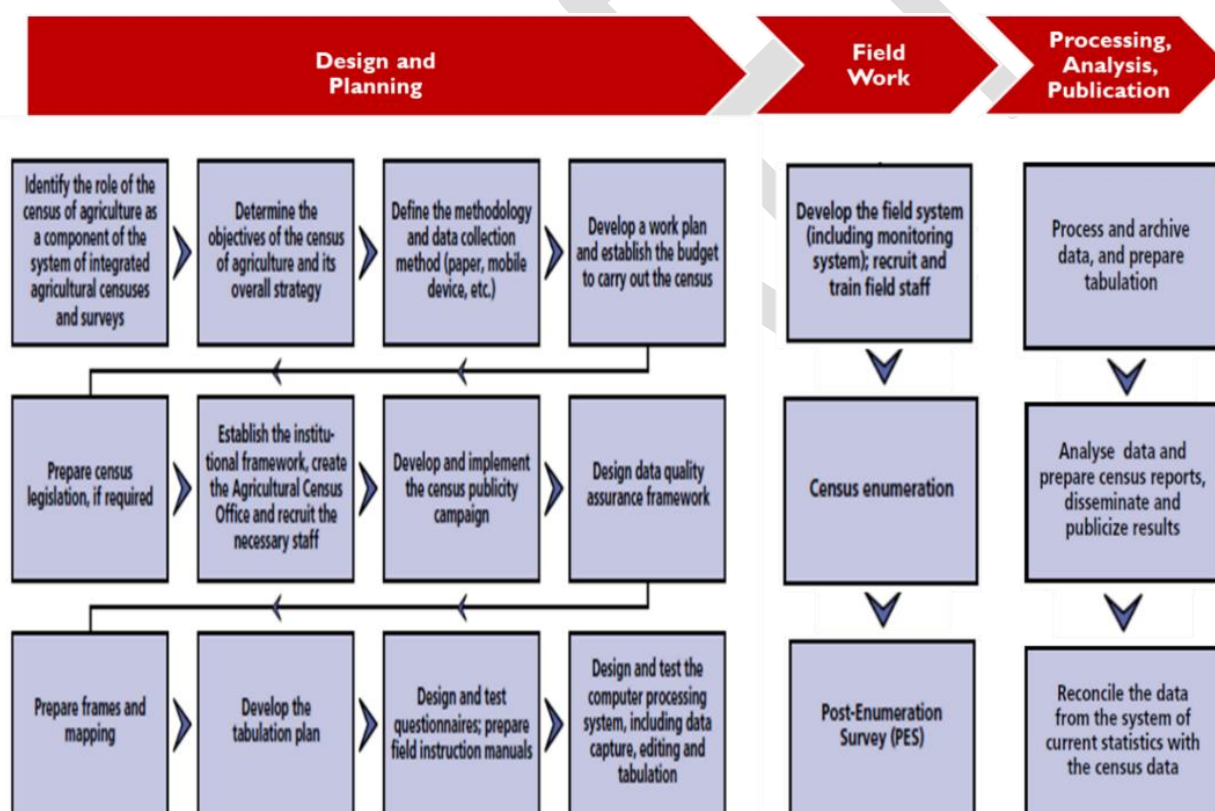 Design and
Planning
Field
Work
Processing,
Analysis,
Publication
Identify the role of the
census of agriculture as
a component of the
system of integrated
agricultural censuses
and surveys
Determine the
objectives of the census
of agriculture and its
overall strategy
Define the methodology
and data collection
method (paper, mobile
device, etc.)
Develop a work plan
and establish the budget
to carry out the census
Prepare census
legislation, if required
Establish the institu-
tional framework, create
the Agricultural Census
Office and recruit the
necessary staff
Develop and implement
the census publicity
campaign
Design data quality
assurance framework
Prepare frames and
mapping
Develop the
tabulation plan
Design and test
questionnaires; prepare
field instruction manuals
Design and test the
computer processing
system, including data
capture, editing and
tabulation
Develop the field system
(including monitoring
system); recruit and
train field staff
Census enumeration
Post-Enumeration
Survey (PES)
Process and archive
data, and prepare
tabulation
Analyse data and
prepare census reports,
disseminate and
publicize results
Reconcile the data
from the system of
current statistics with
the census data